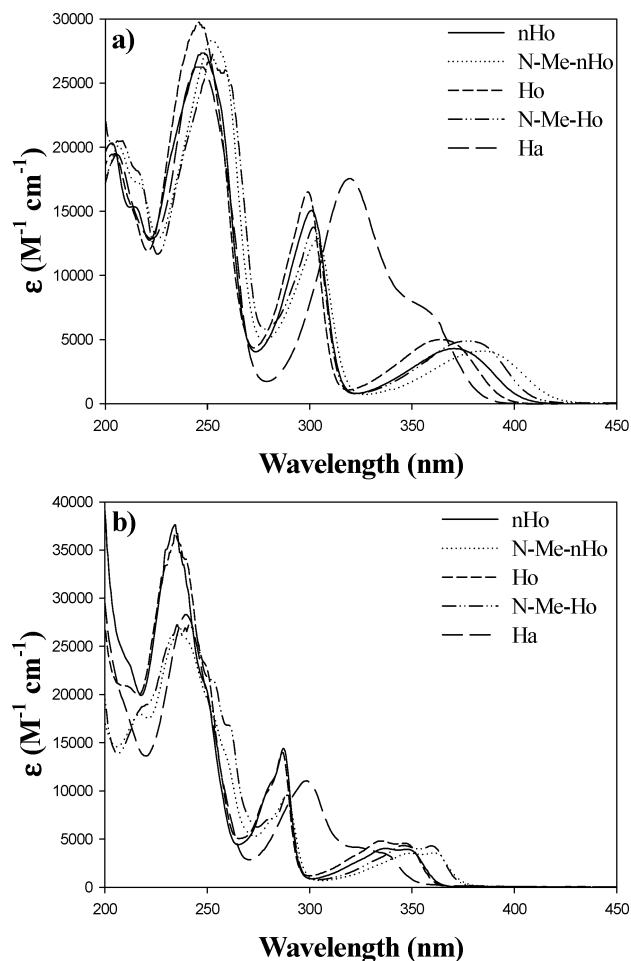 a)
nHo
N-Me-nHo
Ho
N-Me-Ho
Ha
30000
25000
20000
15000
10000
5000
0
ε (M⁻¹ cm⁻¹)
200 250 300 350 400 450
Wavelength (nm)
b)
nHo
N-Me-nHo
Ho
N-Me-Ho
Ha
40000
35000
30000
25000
20000
15000
10000
5000
0
ε (M⁻¹ cm⁻¹)
200 250 300 350 400 450
Wavelength (nm)